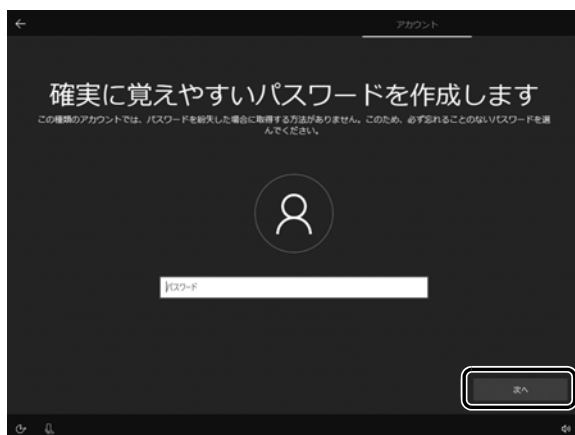 アカウント
確実に覚えやすいパスワードを作成します
この種類のアカウントでは、パスワードを紛失した場合に取得する方法がありません。このため、必ず忘れることのないパスワードを選
んでください。
パスワード
次へ